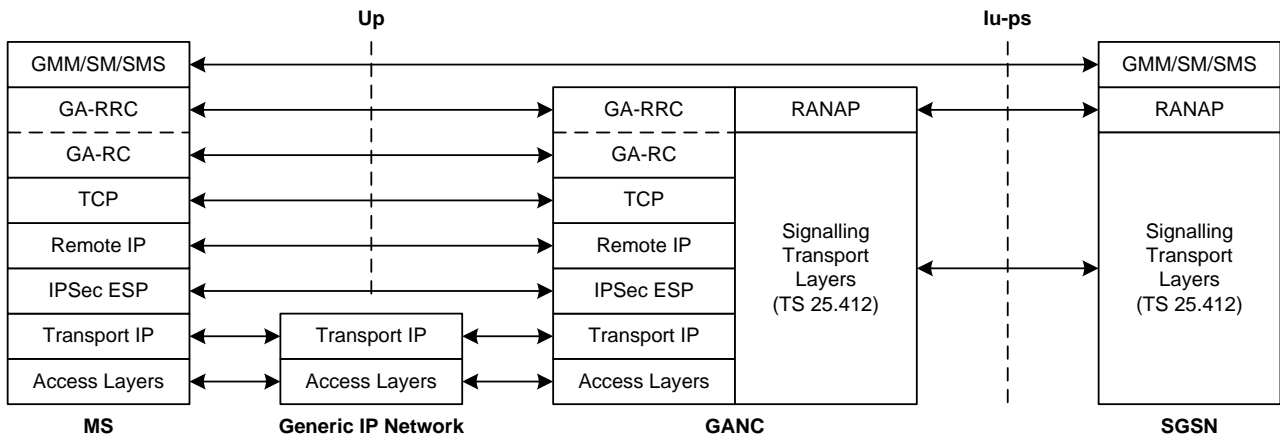 Up
Iu-ps
GMM/SM/SMS
GMM/SM/SMS
GA-RRC
GA-RRC
RANAP
RANAP
GA-RC
GA-RC
TCP
TCP
Remote IP
Remote IP
IPSec ESP
IPSec ESP
Signalling
Transport
Layers
(TS 25.412)
Signalling
Transport
Layers
(TS 25.412)
Transport IP
Transport IP
Transport IP
Access Layers
Access Layers
Access Layers
MS
Generic IP Network
GANC
SGSN